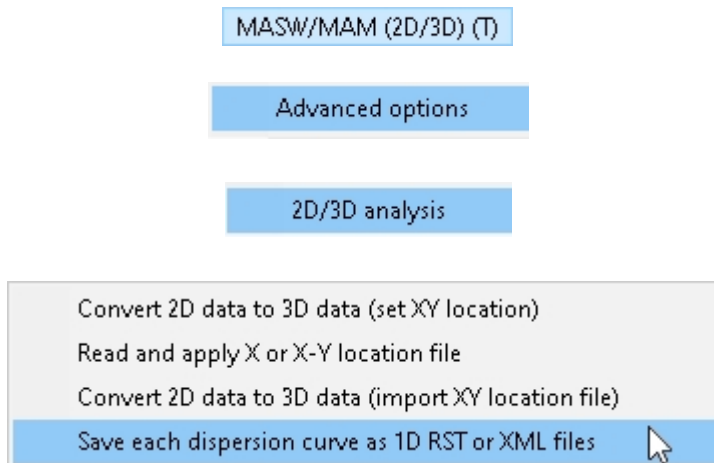 MASW/MAM (2D/3D) (T)
Advanced options
2D/3D analysis
Convert 2D data to 3D data (set XY location)
Read and apply X or X-Y location file
Convert 2D data to 3D data (import XY location file)
Save each dispersion curve as 1D RST or XML files